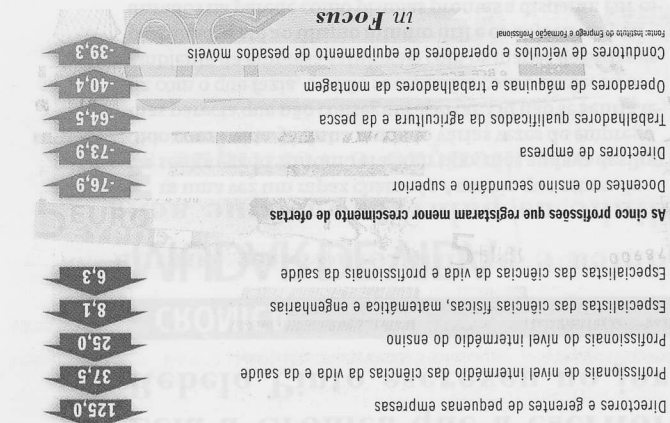 Directores e gerentes de pequenas empresas 125,0
Profissionais de nível intermédio das ciências da vida e da saúde 37,5
Profissionais do nível intermédio do ensino 25,0
Especialistas das ciências físicas, matemática e engenharias 8,1
Especialistas das ciências da vida e profissionais da saúde 6,3
As cinco profissões que registaram menor crescimento de ofertas
Docentes do ensino secundário e superior -76,9
Directores de empresa -73,9
Trabalhadores qualificados da agricultura e da pesca -64,5
Operadores de máquinas e trabalhadores da montagem -40,4
Condutores de veículos e operadores de equipamento de pesados móveis -39,3
Fonte: Instituto do Emprego e Formação Profissional
in Focus